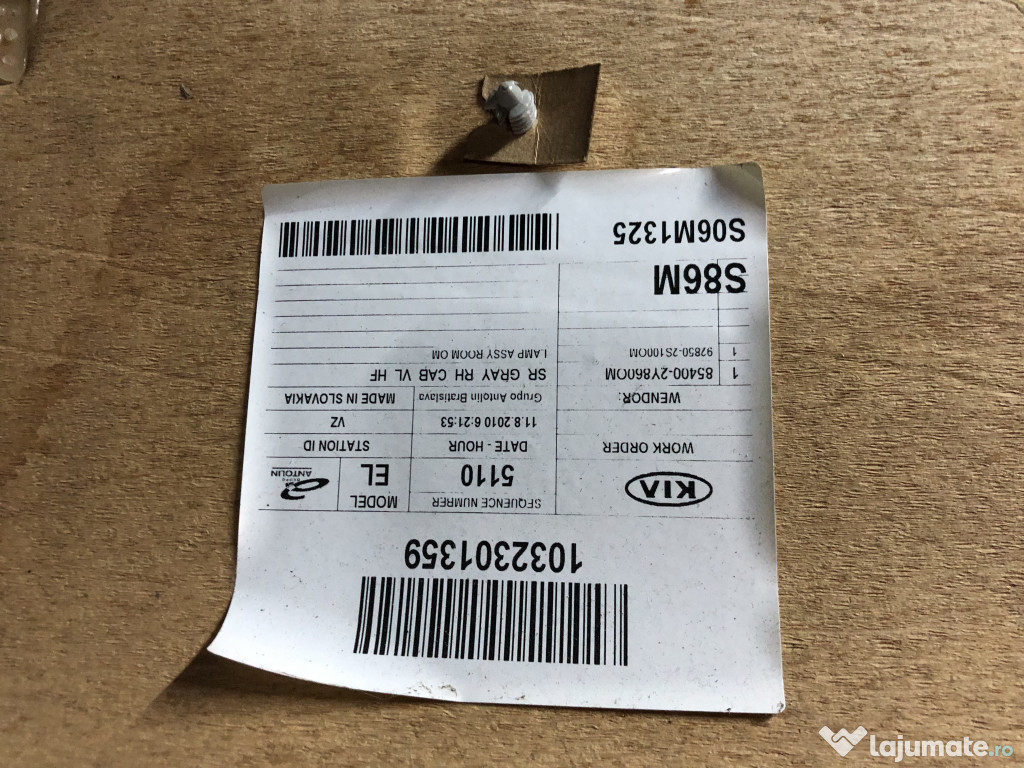 1032301359
KIA
SEQUENCE NUMBER
MODEL
5110
EL
GRUPO ANTOLIN
WORK ORDER
DATE - HOUR
STATION ID
11.8.2010 6:21:53
VZ
WENDOR:
Grupo Antolin Bratislava
MADE IN SLOVAKIA
1 85400-2Y860OM SR GRAY RH CAB VL HF
1 92850-2S100OM LAMP ASSY ROOM OM
S86M
S06M1325
lajumate.ro